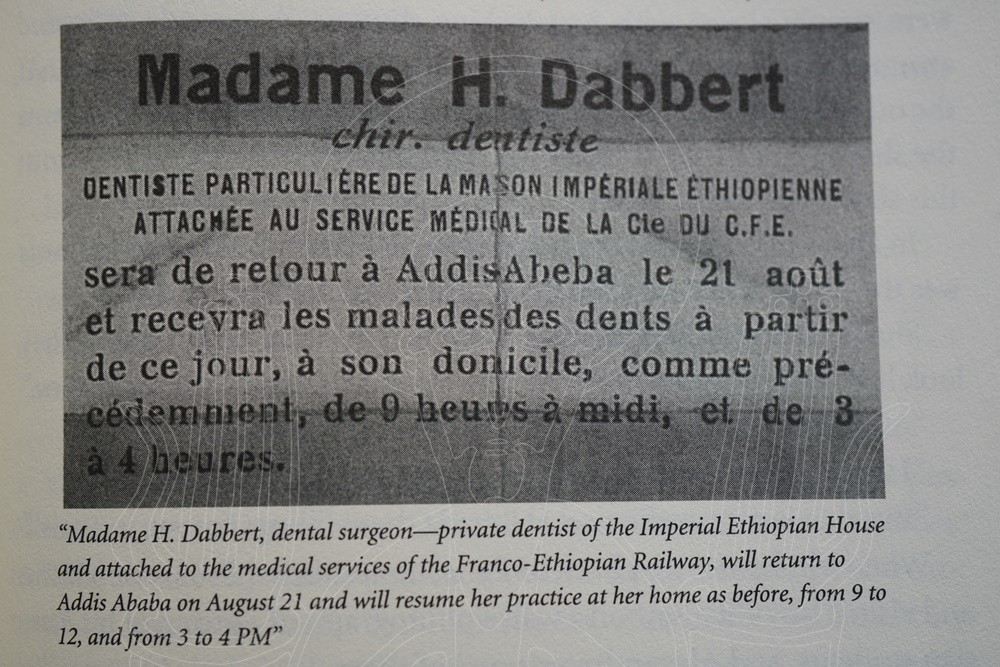 Madame H. Dabbert
chir. dentiste
DENTISTE PARTICULIÈRE DE LA MAISON IMPÉRIALE ÉTHIOPIENNE
ATTACHÉE AU SERVICE MÉDICAL DE LA Cie DU C.F.E.
sera de retour à Addis Abeba le 21 août
et recevra les malades des dents à partir
de ce jour, à son domicile, comme pré-
cédemment, de 9 heures à midi, et de 3
à 4 heures.
“Madame H. Dabbert, dental surgeon—private dentist of the Imperial Ethiopian House
and attached to the medical services of the Franco-Ethiopian Railway, will return to
Addis Ababa on August 21 and will resume her practice at her home as before, from 9 to
12, and from 3 to 4 PM”